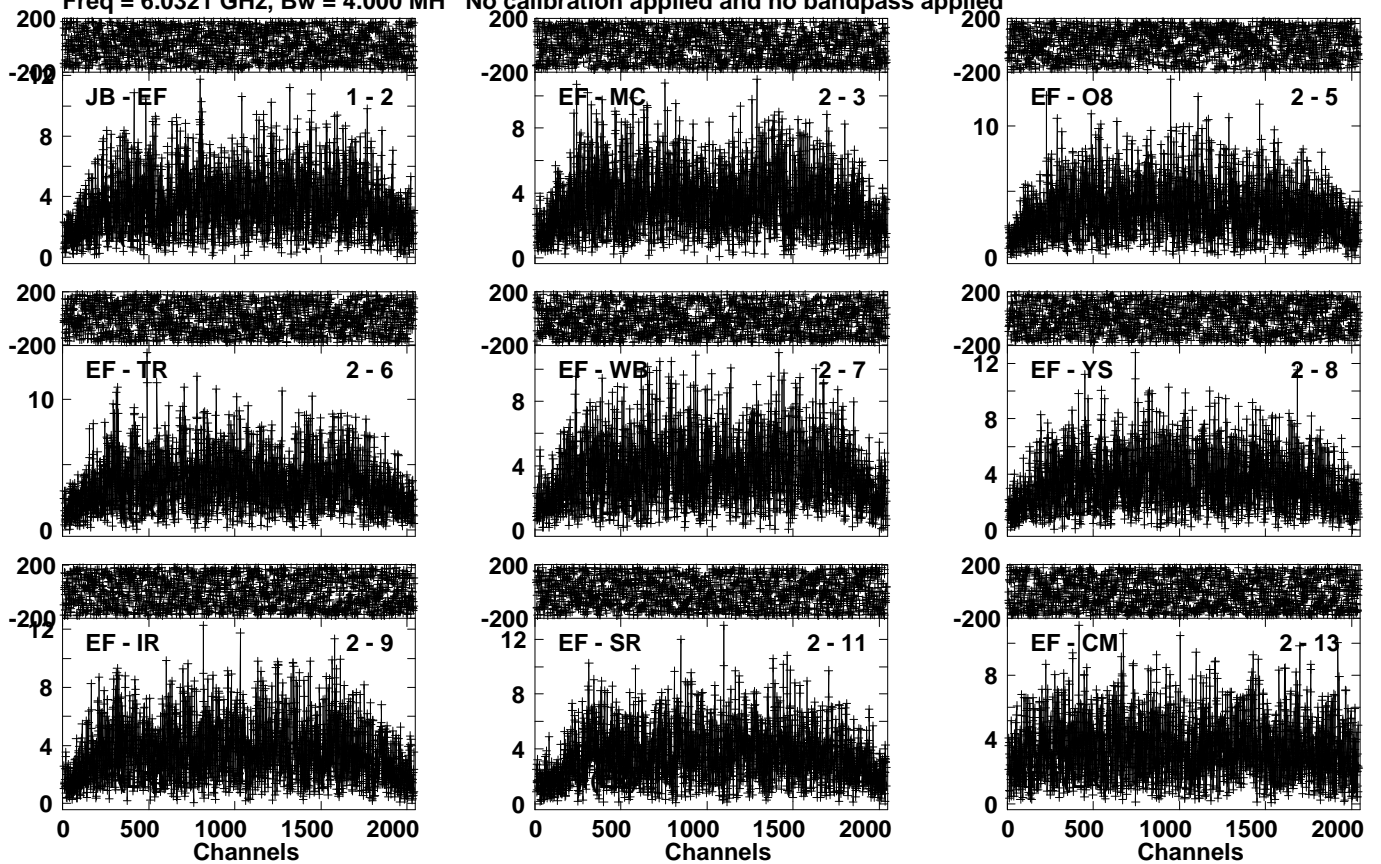 Freq = 6.0321 GHz, Bw = 4.000 MH No calibration applied and no bandpass applied
200 200 200
-200 -200 -200
12
JB - EF 1 - 2 EF - MC 2 - 3 EF - O8 2 - 5
8 8 10
4 4
0 0 0
200 200 200
-200 -200 -200
EF - TR 2 - 6 EF - WB 2 - 7 EF - YS 2 - 8
12
10 8 8
4 4
0 0 0
200 200 200
-200 -200 -200
12 12
EF - IR 2 - 9 EF - SR 2 - 11 EF - CM 2 - 13
8 8 8
4 4 4
0 0 0
0 500 1000 1500 2000 0 500 1000 1500 2000 0 500 1000 1500 2000
Channels Channels Channels